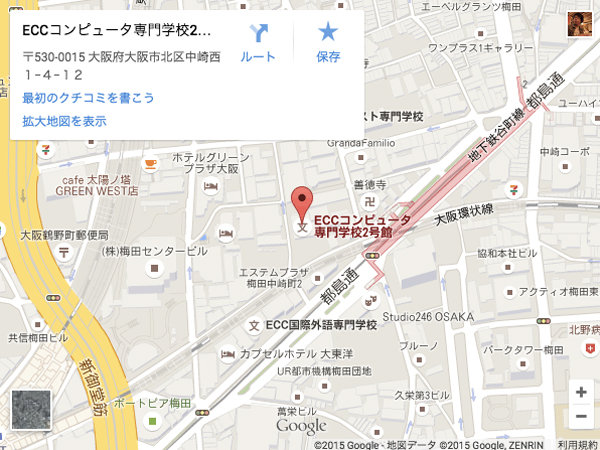 ECCコンピュータ専門学校2...
〒530-0015 大阪府大阪市北区中崎西
１-４-１２
最初のクチコミを書こう
拡大地図を表示
ルート
保存
エーベルグランツ梅田
ワンプラス1ギャラリー
都島通
地下鉄谷町線
ユーハイ
中崎コーポ
スト専門学校
GrandaFamilio
ホテルグリーン
プラザ大阪
cafe 太陽ノ塔
GREEN WEST店
善徳寺
ECCコンピュータ
専門学校2号館
大阪環状線
大阪鶴野町郵便局
(株)梅田センタービル
協和本社ビル
エステムプラザ
梅田中崎町2
都島通
アクティオ梅田東
Studio246 OSAKA
ECC国際外語専門学校
共信梅田ビル
カプセルホテル 大東洋
ブルービル
北野病
パークタワー梅田
UR都市機構梅田団地
新御堂筋
久栄第3ビル
ポートピア梅田
萬栄ビル
Google
+
−
©2015 Google - 地図データ ©2015 Google, ZENRIN
利用規約